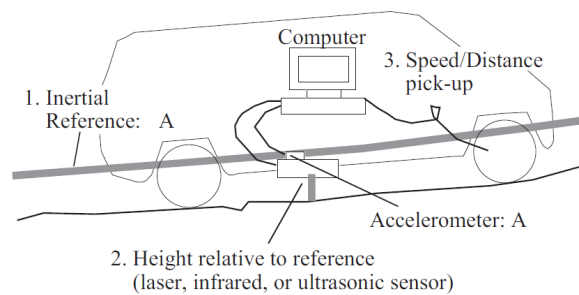 Computer
3. Speed/Distance
pick-up
1. Inertial
Reference: A
Accelerometer: A
2. Height relative to reference
(laser, infrared, or ultrasonic sensor)